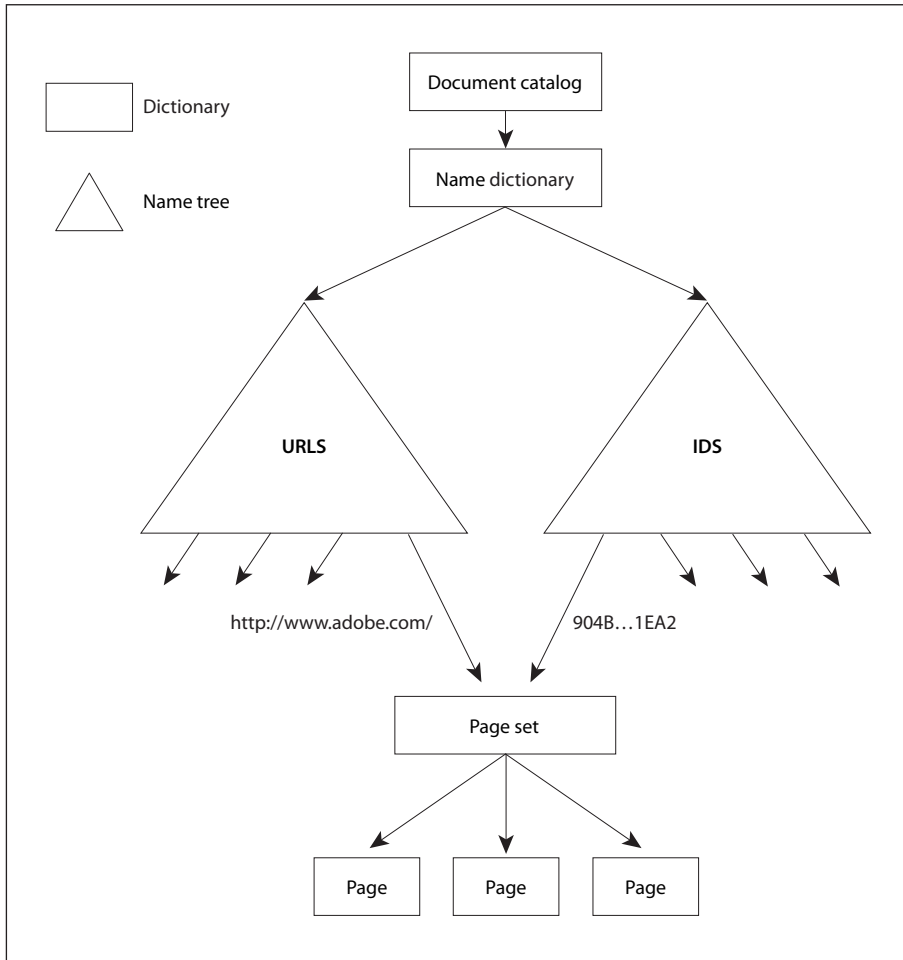 Document catalog
Dictionary
Name dictionary
Name tree
URLS
IDS
http://www.adobe.com/
904B…1EA2
Page set
Page
Page
Page